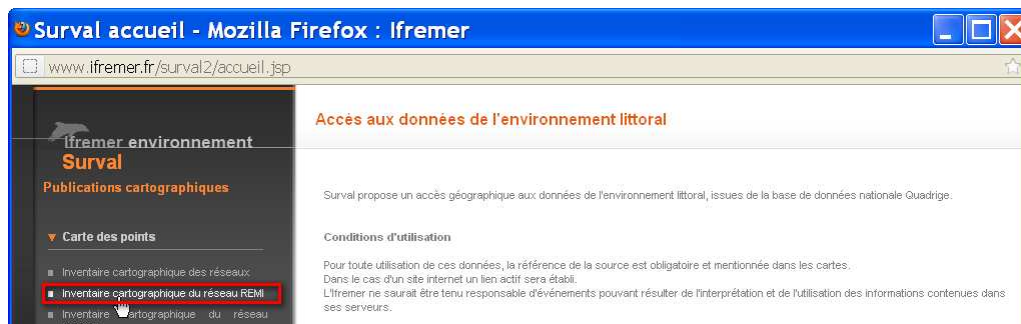 Surval accueil - Mozilla Firefox : Ifremer
www.ifremer.fr/surval2/accueil.jsp
Ifremer environnement
Surval
Publications cartographiques
Carte des points
Inventaire cartographique des réseaux
Inventaire cartographique du réseau REMI
Inventaire cartographique du réseau
Accès aux données de l'environnement littoral
Surval propose un accès géographique aux données de l'environnement littoral, issues de la base de données nationale Quadrige.
Conditions d'utilisation
Pour toute utilisation de ces données, la référence de la source est obligatoire et mentionnée dans les cartes.
Dans le cas d'un site internet un lien actif sera établi.
L'Ifremer ne saurait être tenu responsable d'événements pouvant résulter de l'interprétation et de l'utilisation des informations contenues dans
ses serveurs.